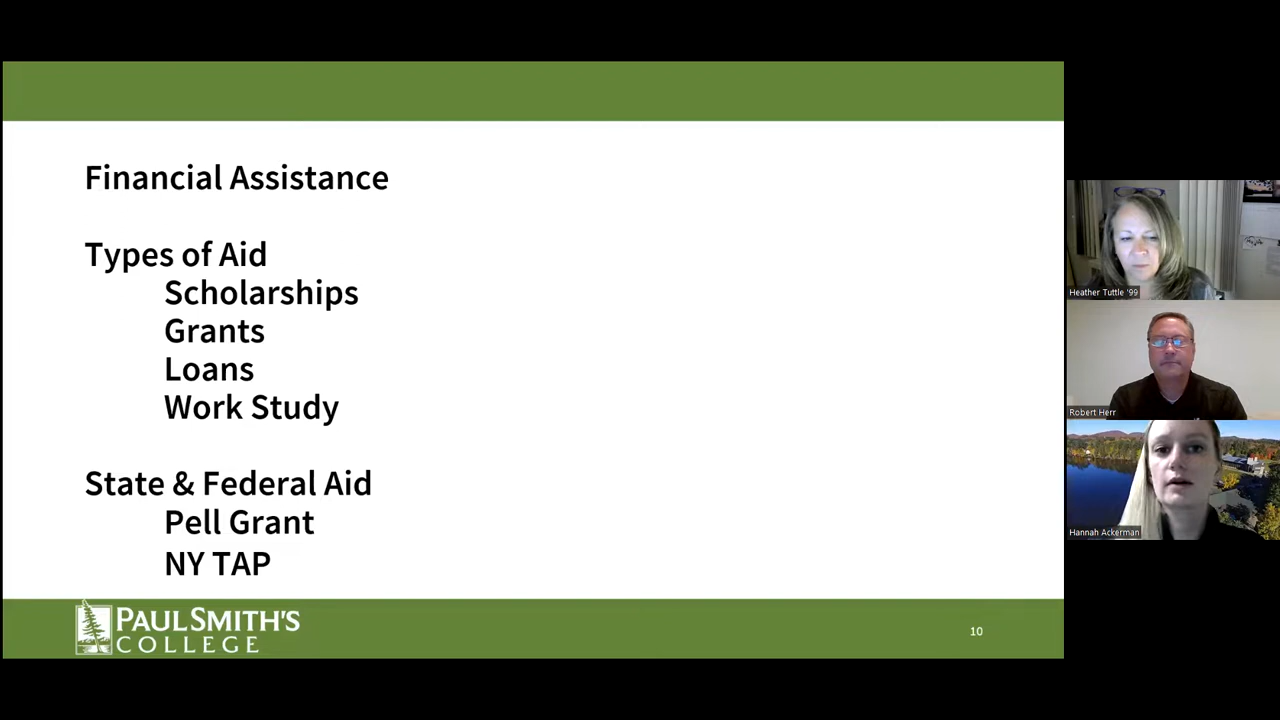 Financial Assistance
Types of Aid
Scholarships
Grants
Loans
Work Study
State & Federal Aid
Pell Grant
NY TAP
PAUL SMITH'S
COLLEGE
10
Heather Tuttle '99
Robert Herr
Hannah Ackerman